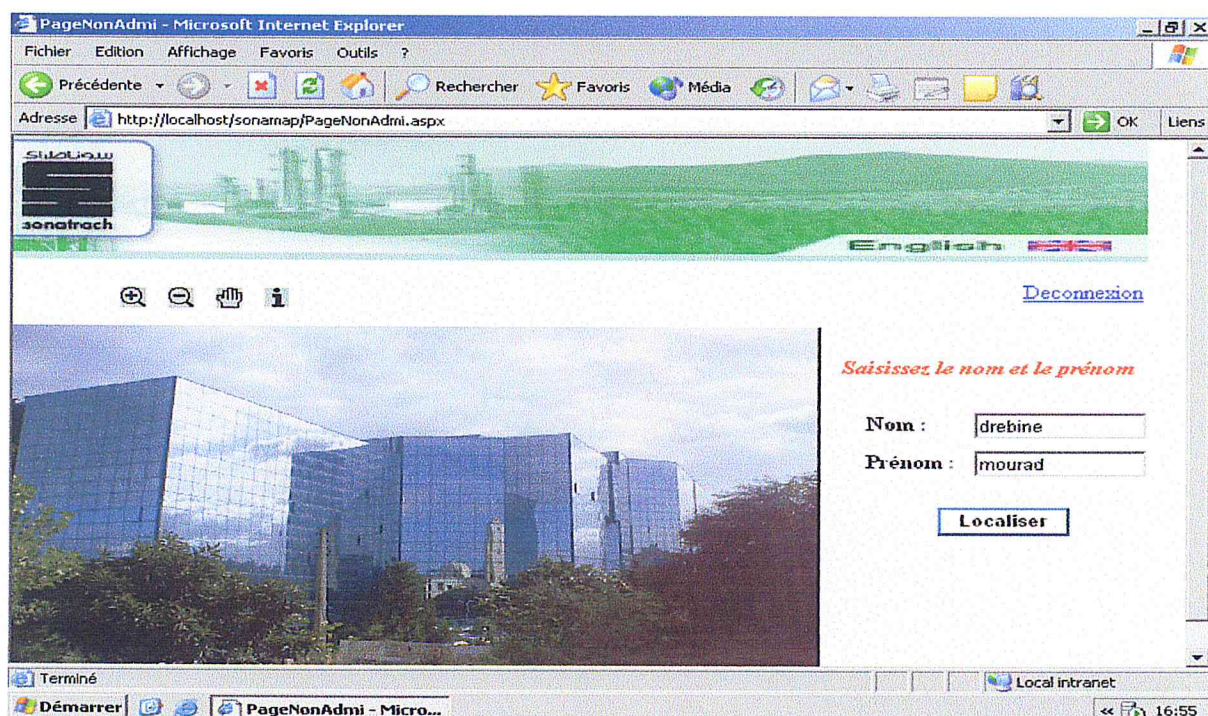 PageNonAdmi - Microsoft Internet Explorer
Fichier Edition Affichage Favoris Outils ?
Précédente Rechercher Favoris Média
Adresse http://localhost/sonamap/PageNonAdmi.aspx OK Liens
سوناطراك
sonatrach
English
Deconnexion
Saisissez le nom et le prénom
Nom : drebine
Prénom : mourad
Localiser
Terminé Local intranet
Démarrer PageNonAdmi - Micro... « 16:55